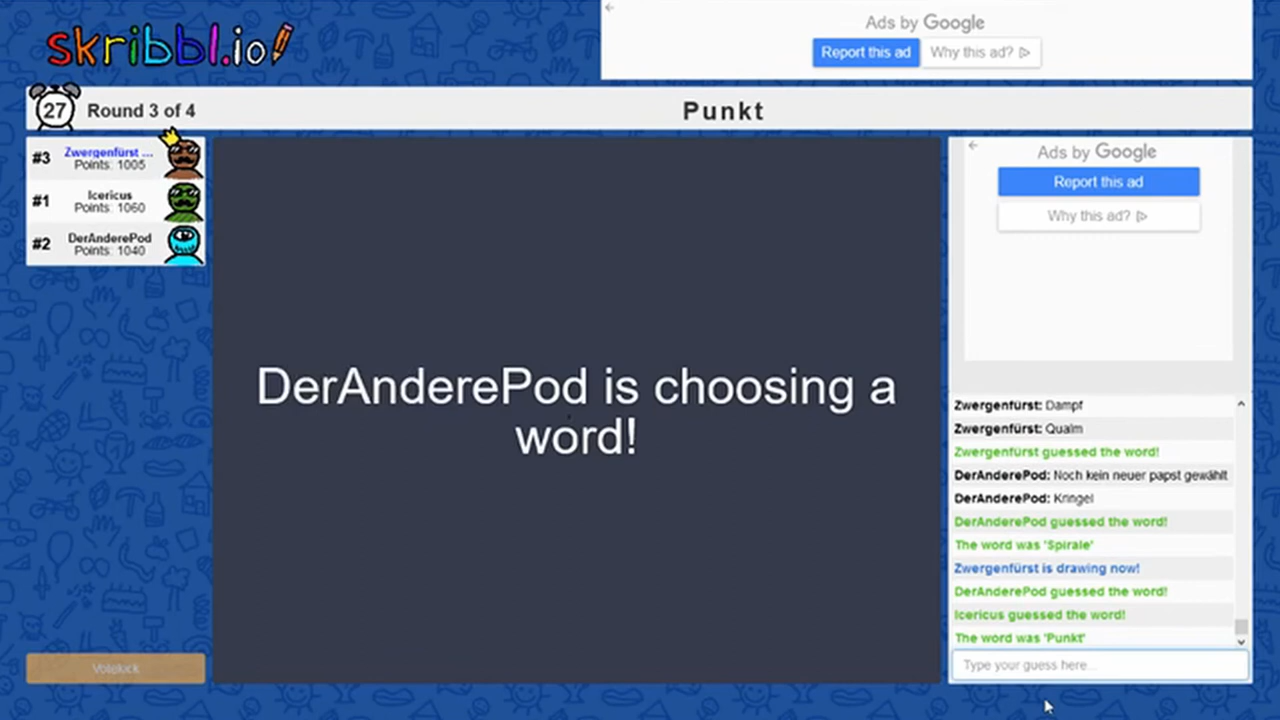 skribbl.io!
Ads by Google
Report this ad
Why this ad?
27
Round 3 of 4
Punkt
#3
Zwergenfürst ...
Points: 1005
#1
Icericus
Points: 1060
#2
DerAnderePod
Points: 1040
DerAnderePod is choosing a
word!
Ads by Google
Report this ad
Why this ad?
Zwergenfürst: Dampf
Zwergenfürst: Qualm
Zwergenfürst guessed the word!
DerAnderePod: Noch kein neuer papst gewählt
DerAnderePod: Kringel
DerAnderePod guessed the word!
The word was 'Spirale'
Zwergenfürst is drawing now!
DerAnderePod guessed the word!
Icericus guessed the word!
The word was 'Punkt'
Type your guess here...
Votekick